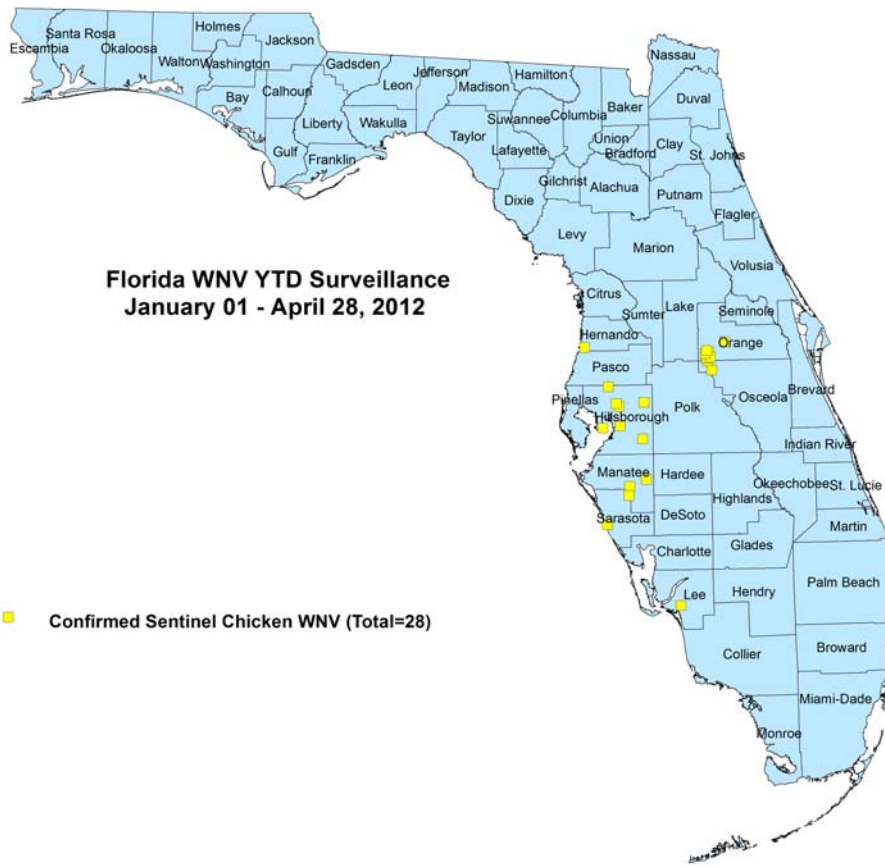 Holmes
Santa Rosa
Jackson
Escambia
Okaloosa
Walton
Washington
Gadsden
Jefferson
Hamilton
Nassau
Leon
Madison
Calhoun
Bay
Baker
Duval
Suwannee
Columbia
Liberty
Wakulla
Union
Clay
Taylor
Lafayette
Bradford
St. Johns
Gulf
Franklin
Gilchrist
Alachua
Putnam
Dixie
Flagler
Levy
Marion
Volusia
Florida WNV YTD Surveillance
January 01 - April 28, 2012
Citrus
Lake
Sumter
Seminole
Hernando
Orange
Pasco
Brevard
Osceola
Pinellas
Polk
Hillsborough
Indian River
Manatee
Hardee
Okeechobee
St. Lucie
Highlands
DeSoto
Sarasota
Martin
Glades
Charlotte
Palm Beach
Hendry
Lee
Confirmed Sentinel Chicken WNV (Total=28)
Broward
Collier
Miami-Dade
Monroe